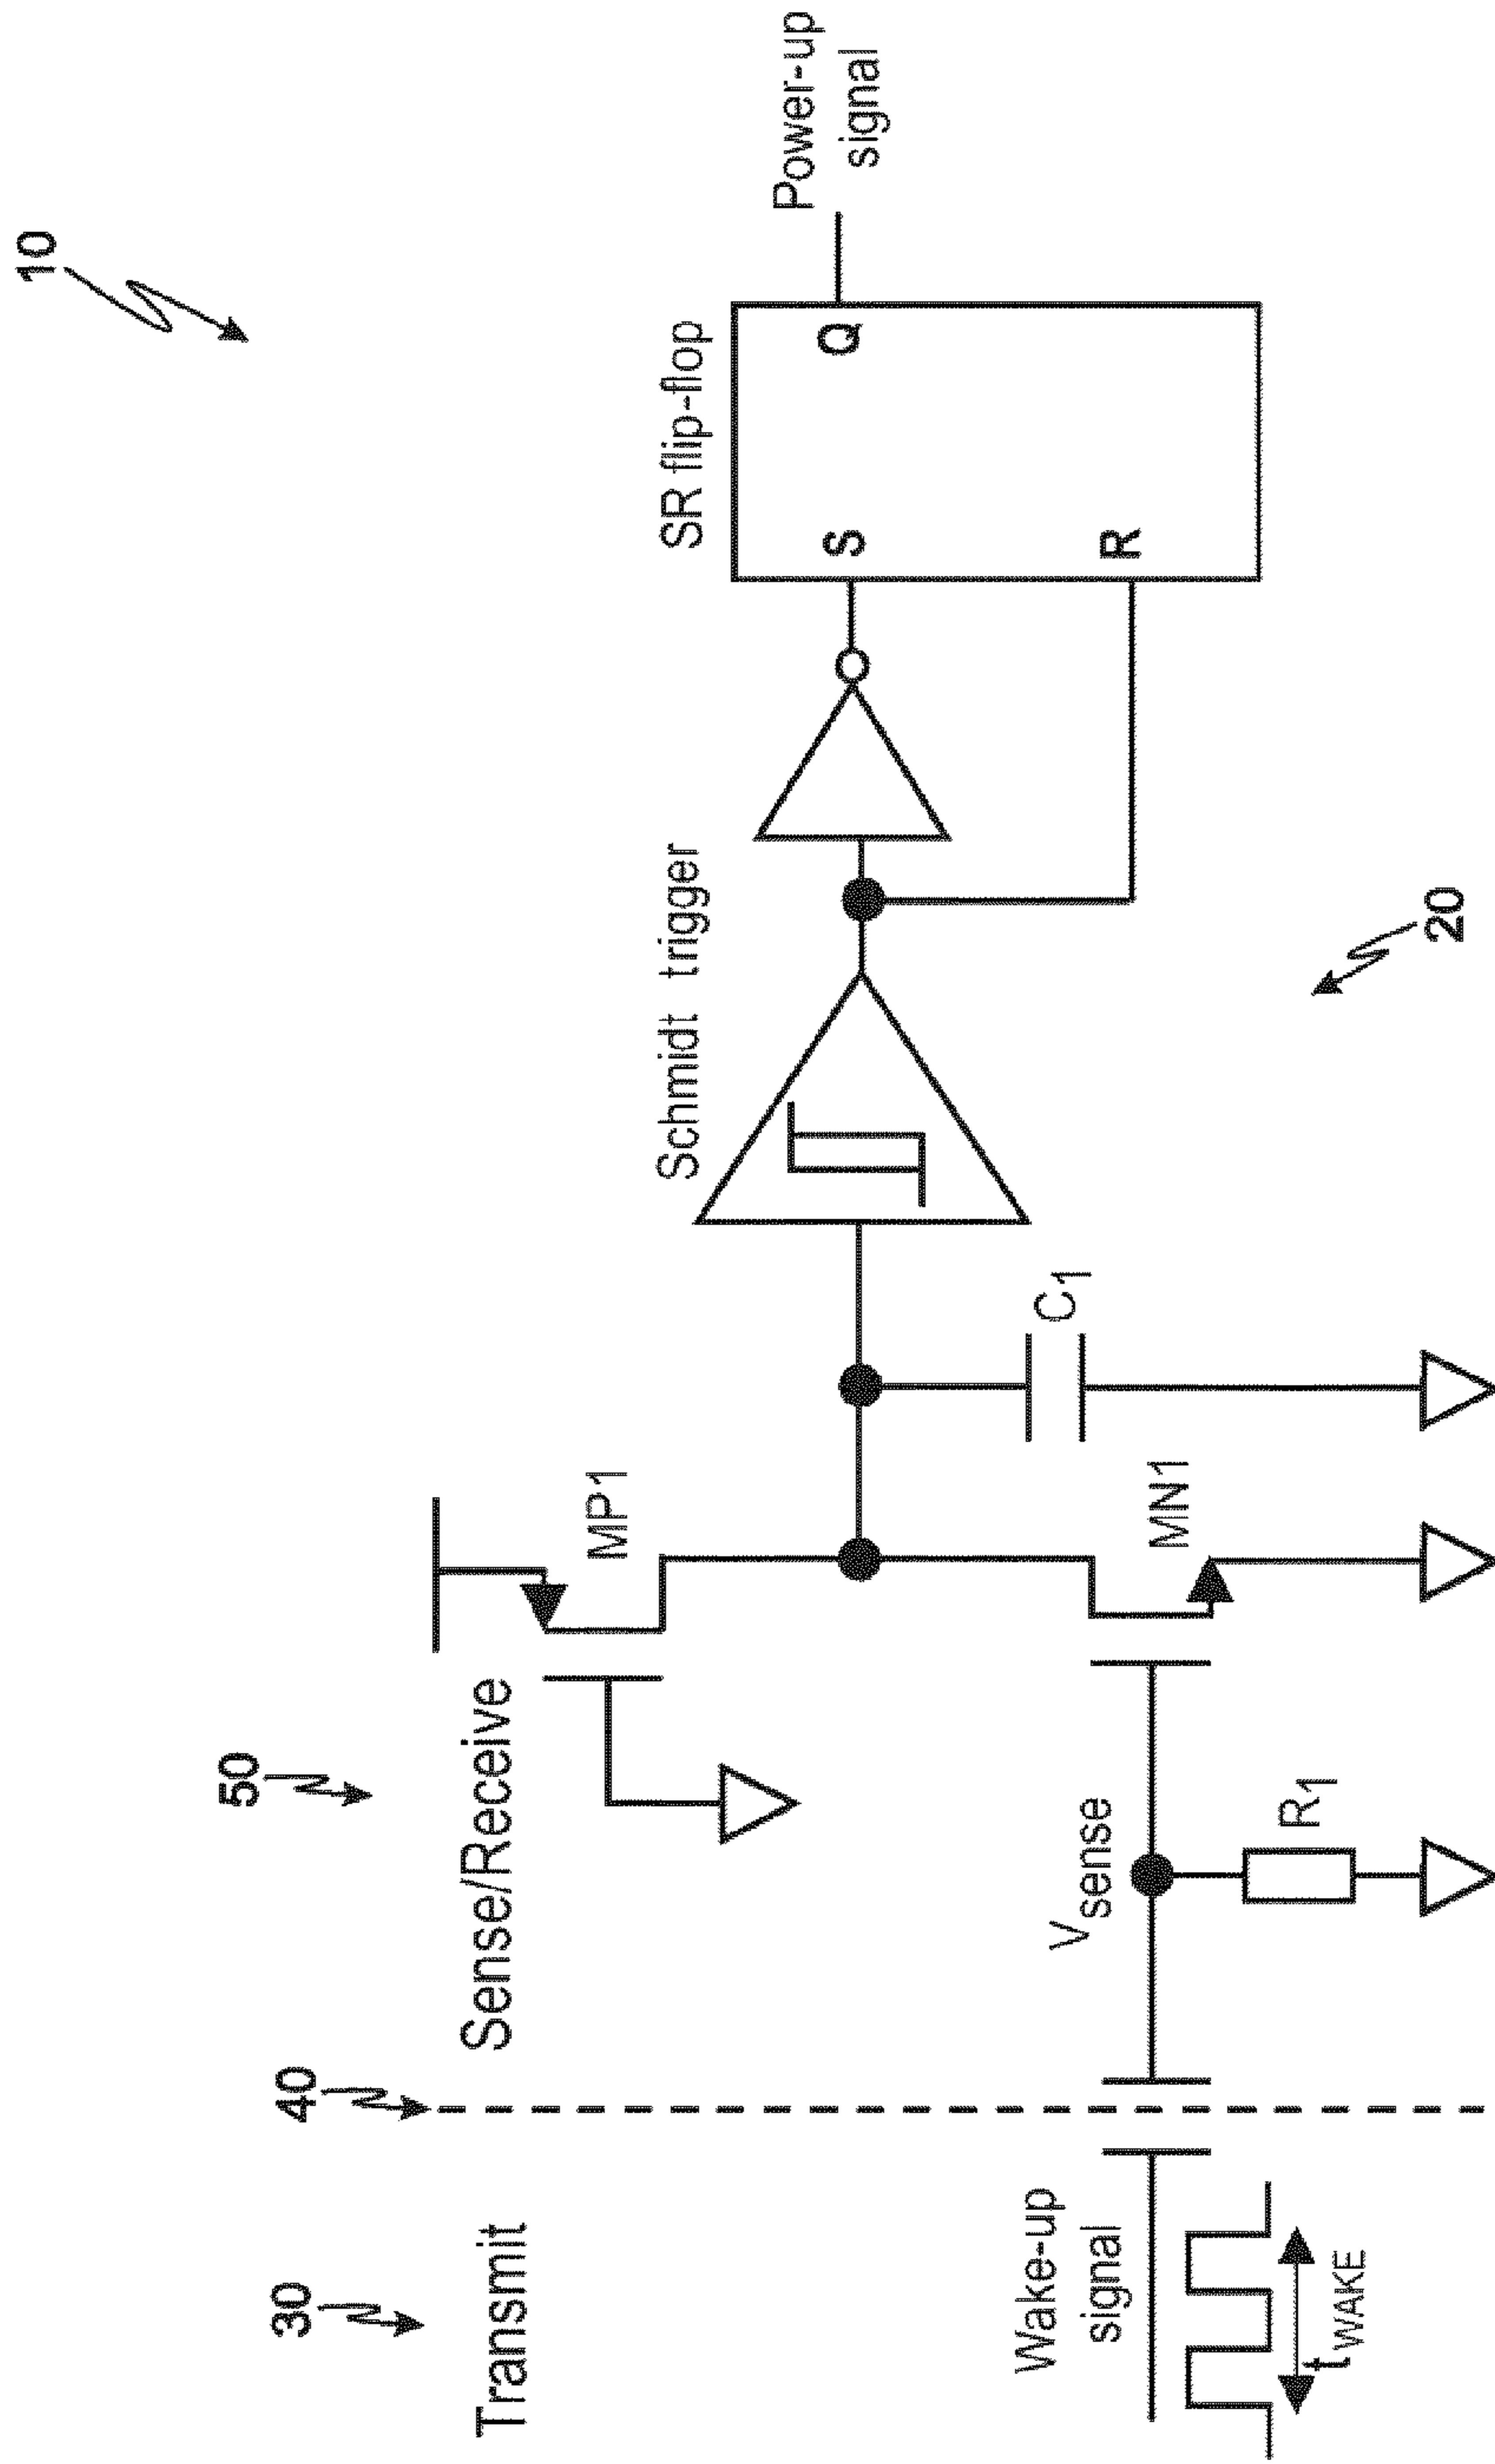 10
50
40
30
Transmit
Sense/Receive
MP1
Schmidt trigger
SR flip-flop
S
Q
R
Power-up
signal
Wake-up
signal
tWAKE
Vsense
R1
MN1
C1
20